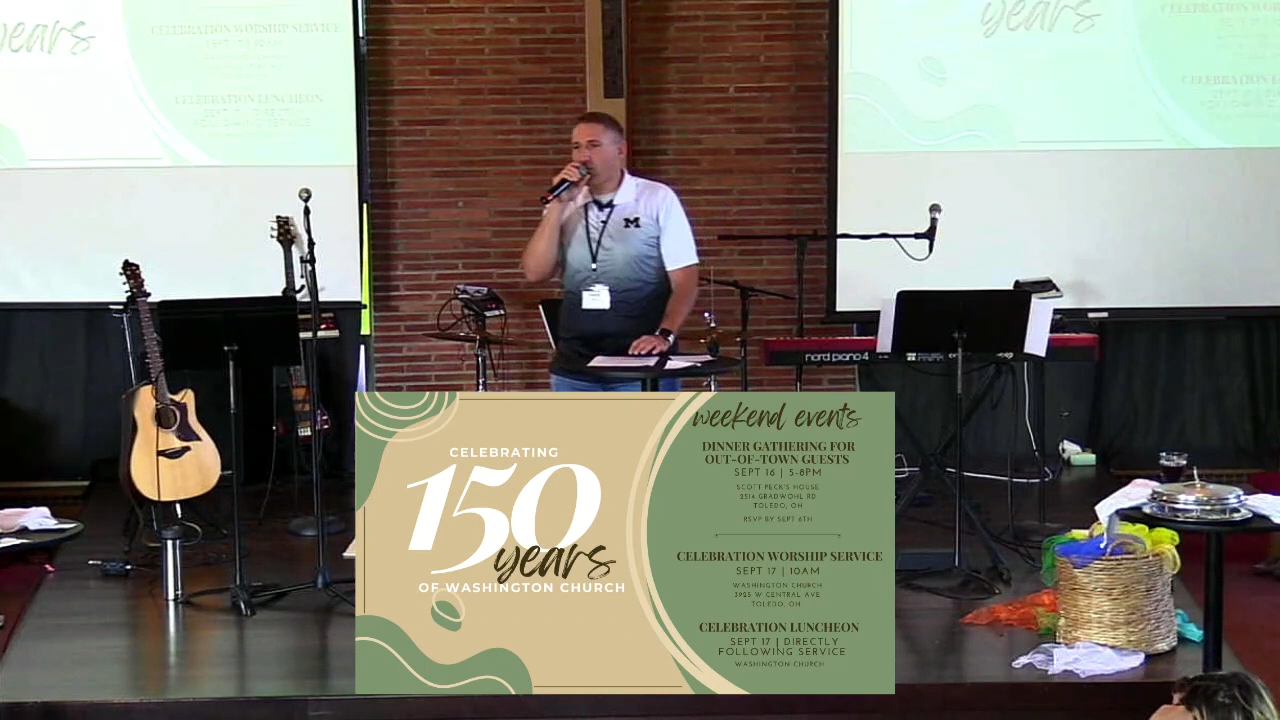 years
CELEBRATION WORSHIP SERVICE
CELEBRATION LUNCHEON
FOLLOWING SERVICE
years
M
nord piano 4
CELEBRATING
150
years
OF WASHINGTON CHURCH
weekend events
DINNER GATHERING FOR
OUT-OF-TOWN GUESTS
SEPT 16 | 5-8PM
SCOTT PECK'S HOUSE
2514 GRADWOHL RD
TOLEDO, OH
RSVP BY SEPT 6TH
CELEBRATION WORSHIP SERVICE
SEPT 17 | 10AM
WASHINGTON CHURCH
3925 W CENTRAL AVE
TOLEDO, OH
CELEBRATION LUNCHEON
SEPT 17 | DIRECTLY
FOLLOWING SERVICE
WASHINGTON CHURCH